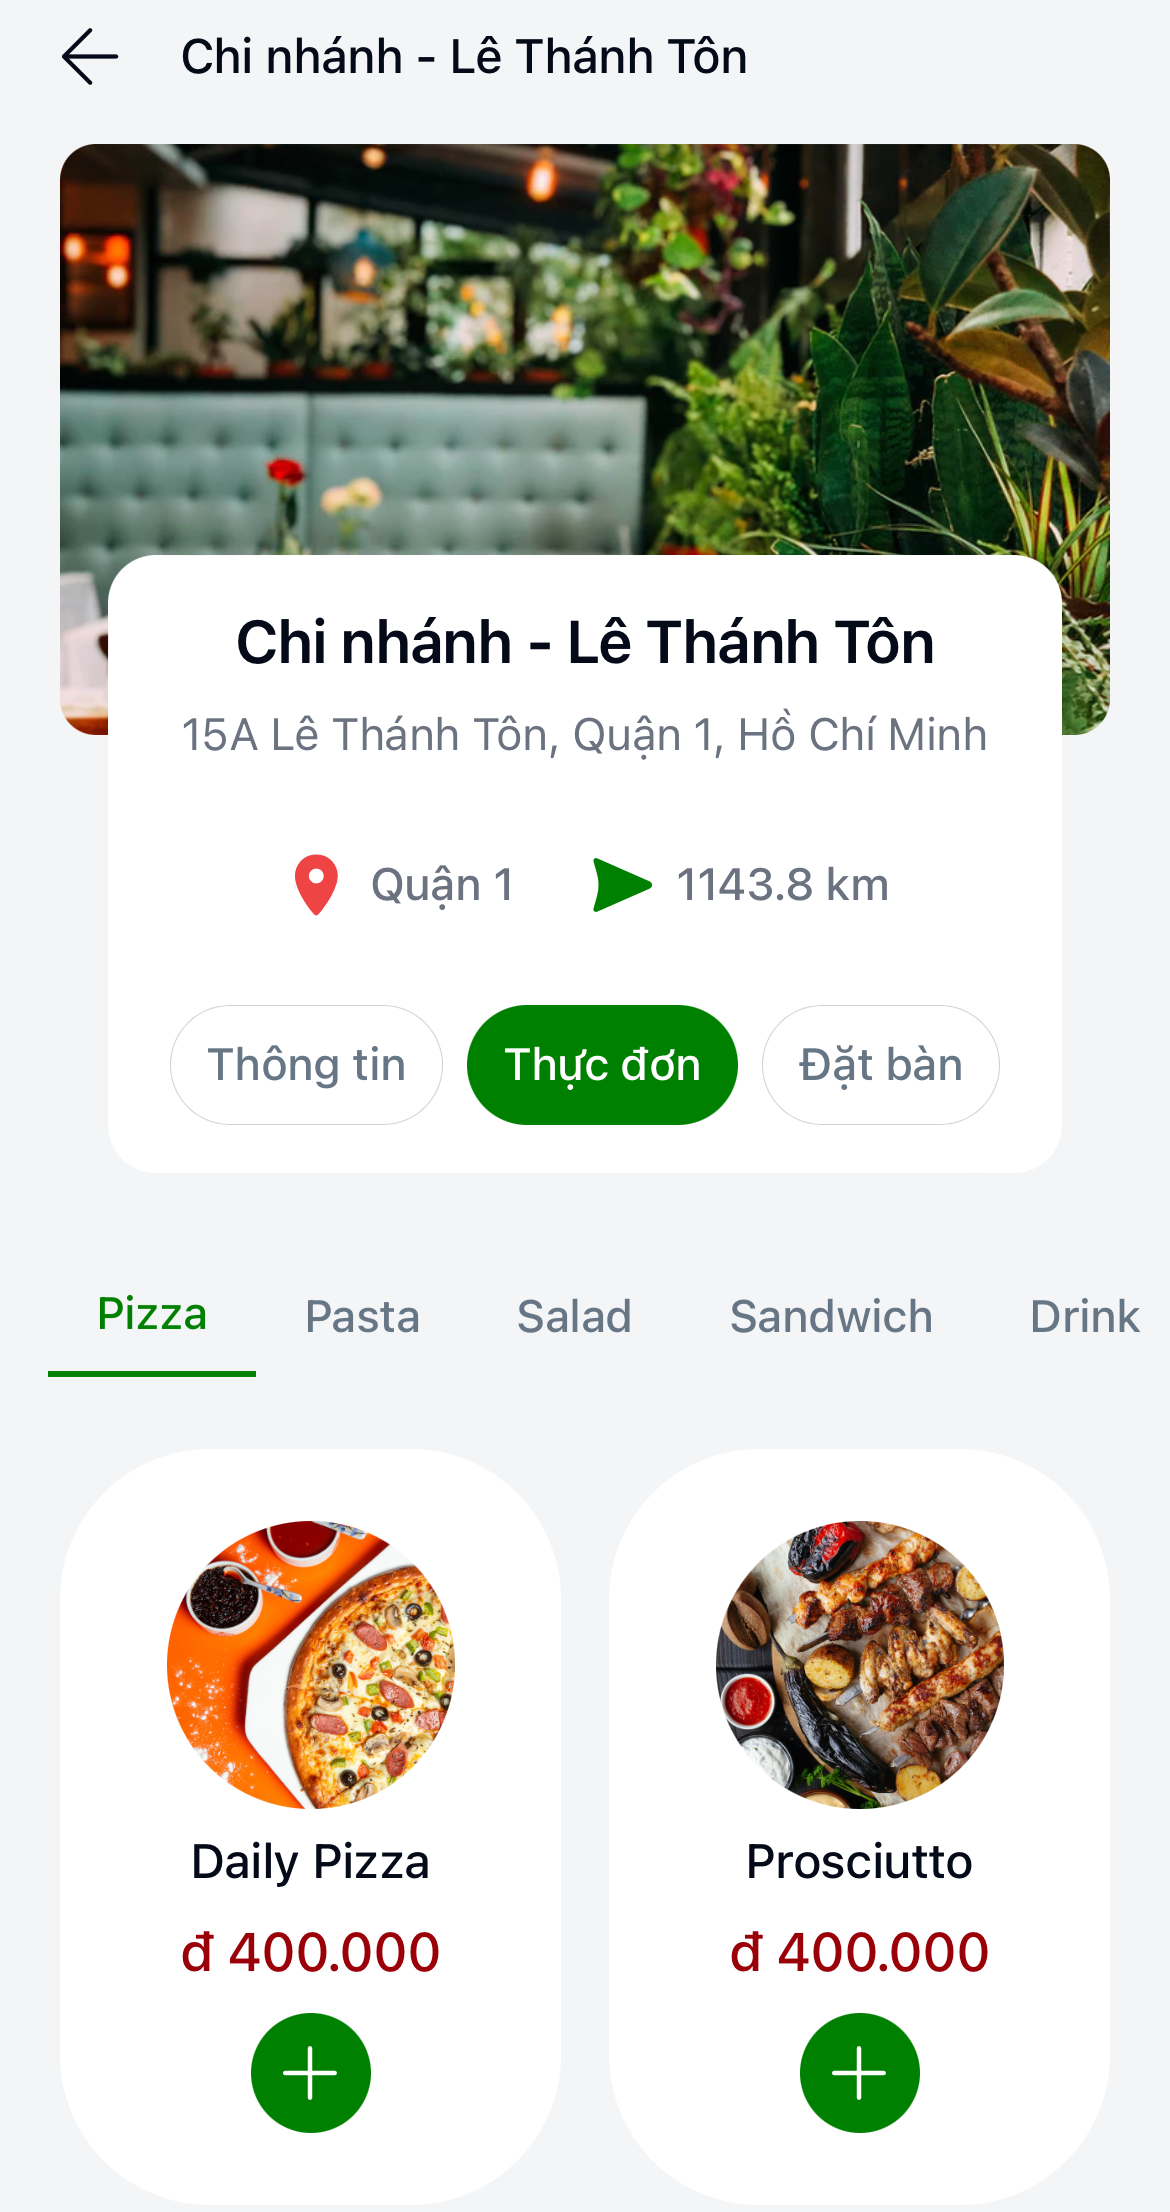 Chi nhánh - Lê Thánh Tôn
Chi nhánh - Lê Thánh Tôn
15A Lê Thánh Tôn, Quận 1, Hồ Chí Minh
Quận 1 1143.8 km
Thông tin Thực đơn Đặt bàn
Pizza Pasta Salad Sandwich Drink
Daily Pizza Prosciutto
đ 400.000 đ 400.000